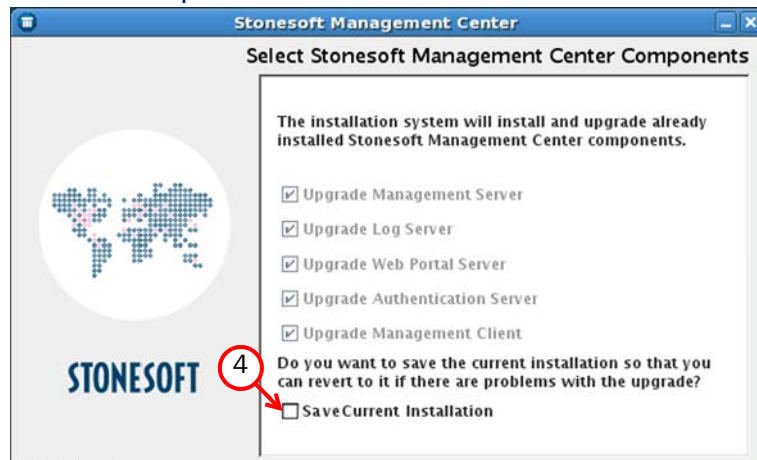 Stonesoft Management Center
Select Stonesoft Management Center Components
The installation system will install and upgrade already
installed Stonesoft Management Center components.
Upgrade Management Server
Upgrade Log Server
Upgrade Web Portal Server
Upgrade Authentication Server
Upgrade Management Client
Do you want to save the current installation so that you
can revert to it if there are problems with the upgrade?
4
Save Current Installation
STONESOFT